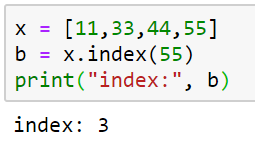 x = [11,33,44,55]
b = x.index(55)
print("index:", b)
index: 3